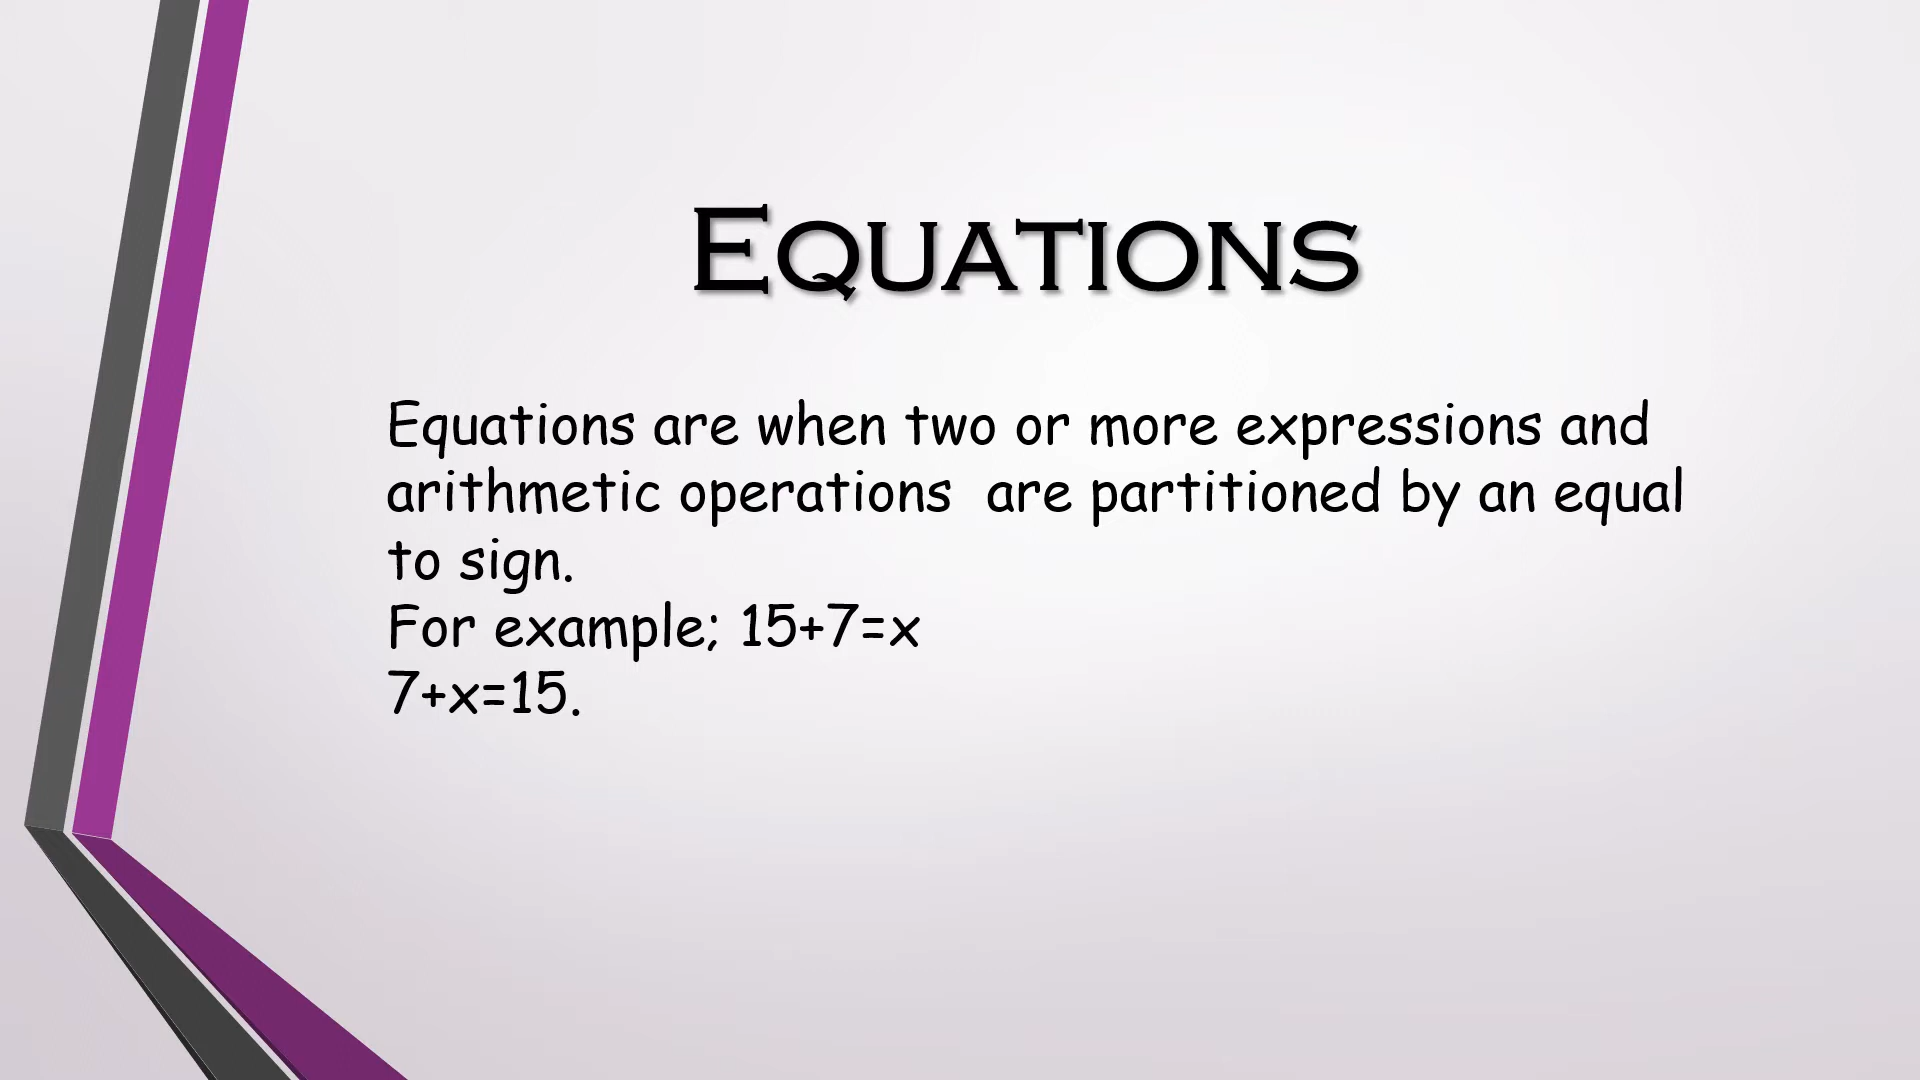 Equations
Equations are when two or more expressions and
arithmetic operations  are partitioned by an equal
to sign.
For example; 15+7=x
7+x=15.